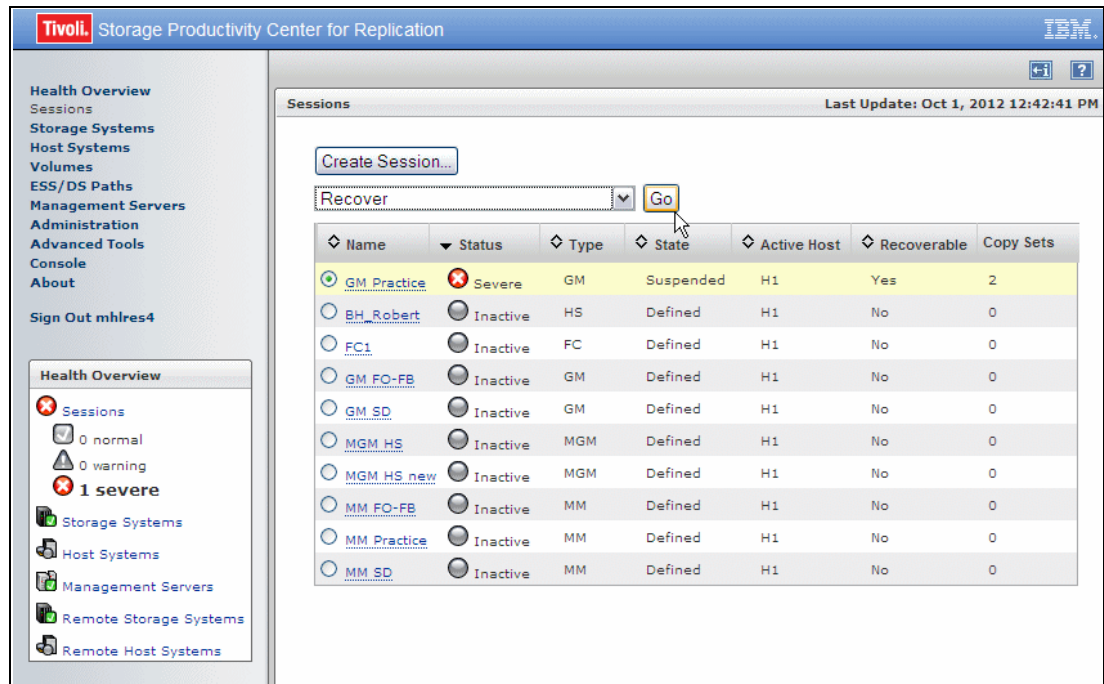 Tivoli. Storage Productivity Center for Replication
IBM.
Health Overview
Sessions
Storage Systems
Host Systems
Volumes
ESS/DS Paths
Management Servers
Administration
Advanced Tools
Console
About
Sign Out mhlres4
Health Overview
Sessions
0 normal
0 warning
1 severe
Storage Systems
Host Systems
Management Servers
Remote Storage Systems
Remote Host Systems
?
Sessions Last Update: Oct 1, 2012 12:42:41 PM
Create Session...
Recover Go
Name Status Type State Active Host Recoverable Copy Sets
GM Practice Severe GM Suspended H1 Yes 2
BH_Robert Inactive HS Defined H1 No 0
FC1 Inactive FC Defined H1 No 0
GM FO-FB Inactive GM Defined H1 No 0
GM SD Inactive GM Defined H1 No 0
MGM HS Inactive MGM Defined H1 No 0
MGM HS new Inactive MGM Defined H1 No 0
MM FO-FB Inactive MM Defined H1 No 0
MM Practice Inactive MM Defined H1 No 0
MM SD Inactive MM Defined H1 No 0